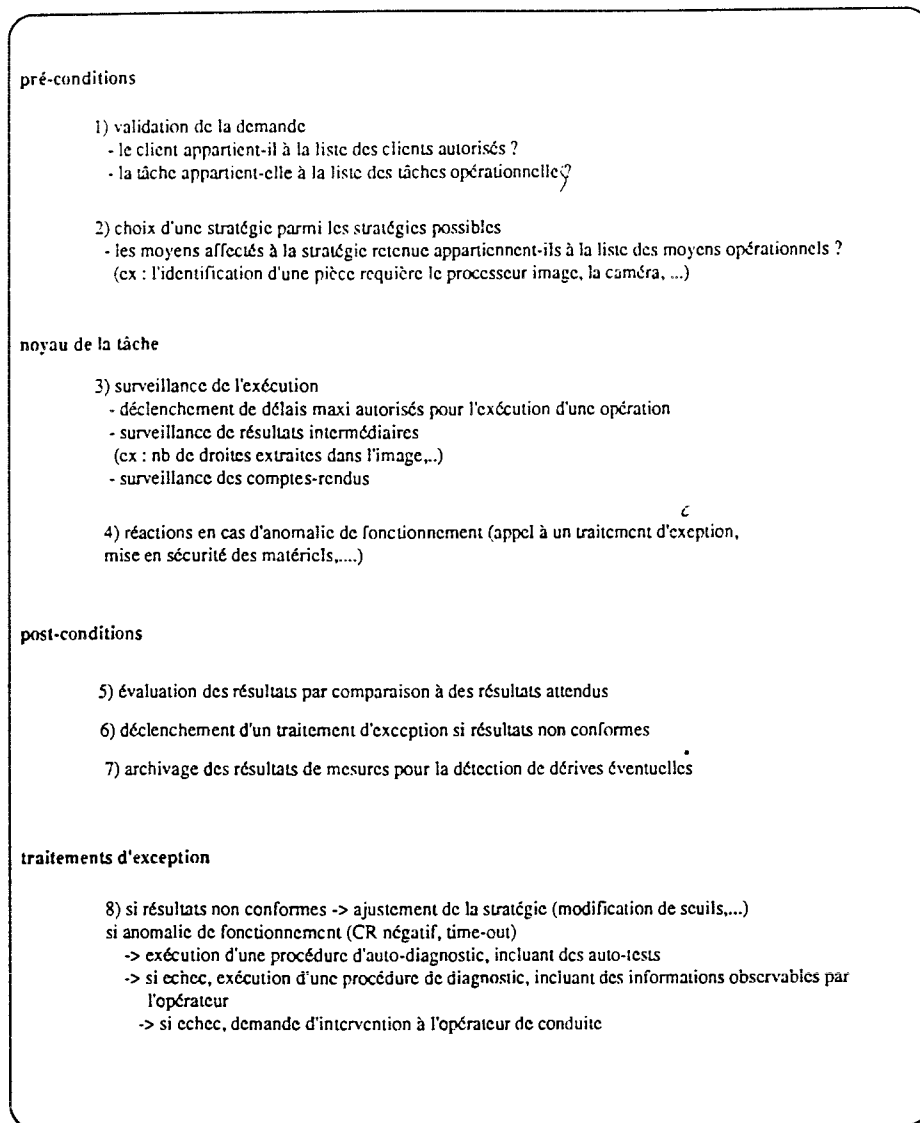 pré-conditions
1) validation de la demande
- le client appartient-il à la liste des clients autorisés ?
- la tâche appartient-elle à la liste des tâches opérationnelle?
2) choix d'une stratégie parmi les stratégies possibles
- les moyens affectés à la stratégie retenue appartiennent-ils à la liste des moyens opérationnels ?
(ex : l'identification d'une pièce requière le processeur image, la caméra, ...)
noyau de la tâche
3) surveillance de l'exécution
- déclenchement de délais maxi autorisés pour l'exécution d'une opération
- surveillance de résultats intermédiaires
(ex : nb de droites extraites dans l'image,..)
- surveillance des comptes-rendus
c
4) réactions en cas d'anomalie de fonctionnement (appel à un traitement d'exeption,
mise en sécurité des matériels,....)
post-conditions
5) évaluation des résultats par comparaison à des résultats attendus
6) déclenchement d'un traitement d'exception si résultats non conformes
7) archivage des résultats de mesures pour la détection de dérives éventuelles
traitements d'exception
8) si résultats non conformes -> ajustement de la stratégie (modification de seuils,...)
si anomalie de fonctionnement (CR négatif, time-out)
-> exécution d'une procédure d'auto-diagnostic, incluant des auto-tests
-> si echec, exécution d'une procédure de diagnostic, incluant des informations observables par
l'opérateur
-> si echec, demande d'intervention à l'opérateur de conduite